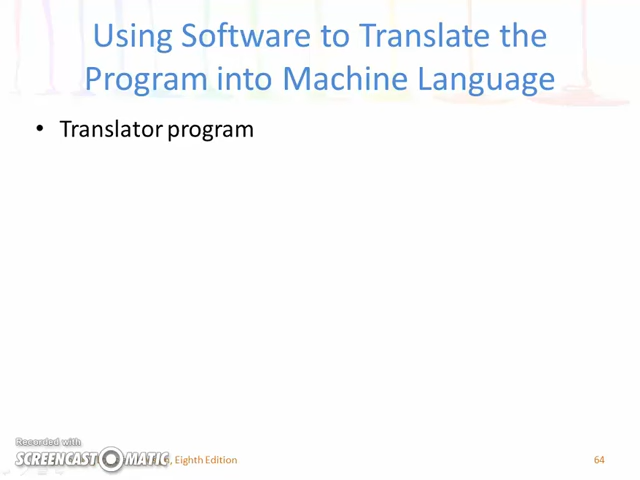 Using Software to Translate the
Program into Machine Language
• Translator program
Recorded with
SCREENCAST MATIC
, Eighth Edition
64